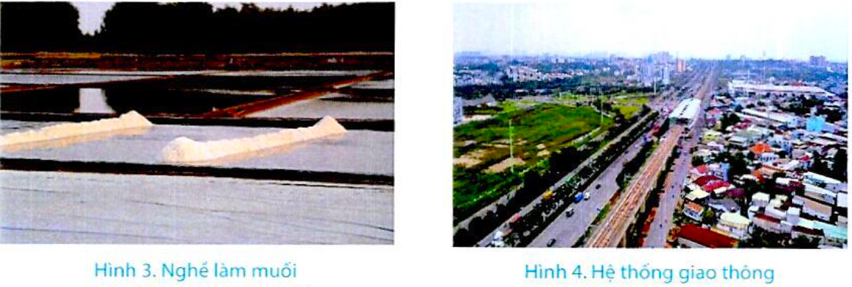 Hình 3. Nghề làm muối
Hình 4. Hệ thống giao thông